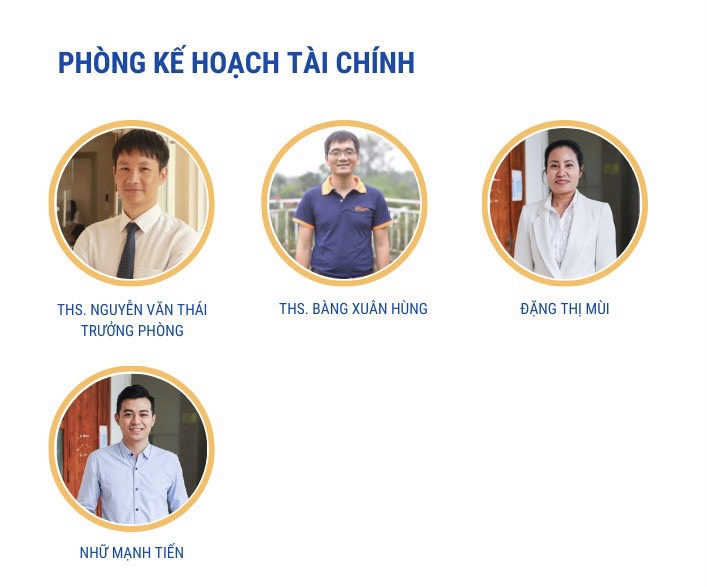 PHÒNG KẾ HOẠCH TÀI CHÍNH
THS. NGUYỄN VĂN THÁI
TRƯỞNG PHÒNG
THS. BÀNG XUÂN HÙNG
ĐẶNG THỊ MÙI
NHỮ MẠNH TIẾN